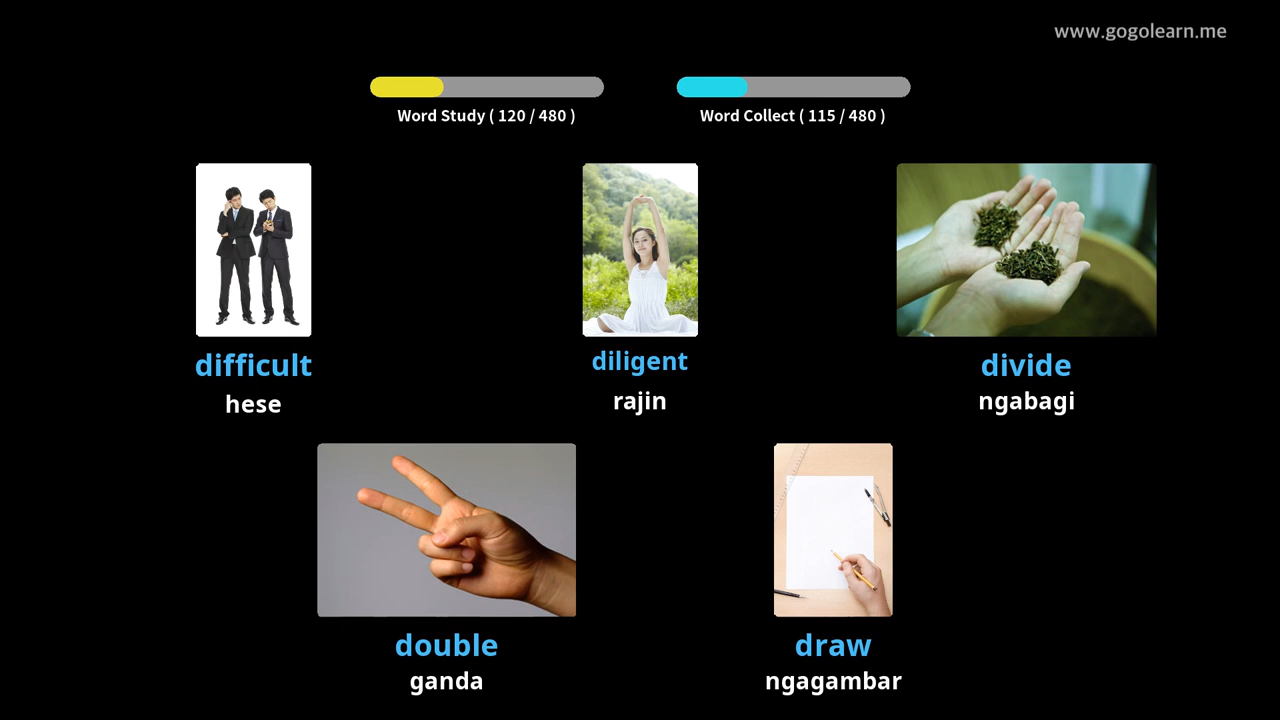 www.gogolearn.me
Word Study ( 120 / 480 )
Word Collect ( 115 / 480 )
difficult
hese
diligent
rajin
divide
ngabagi
double
ganda
draw
ngagambar